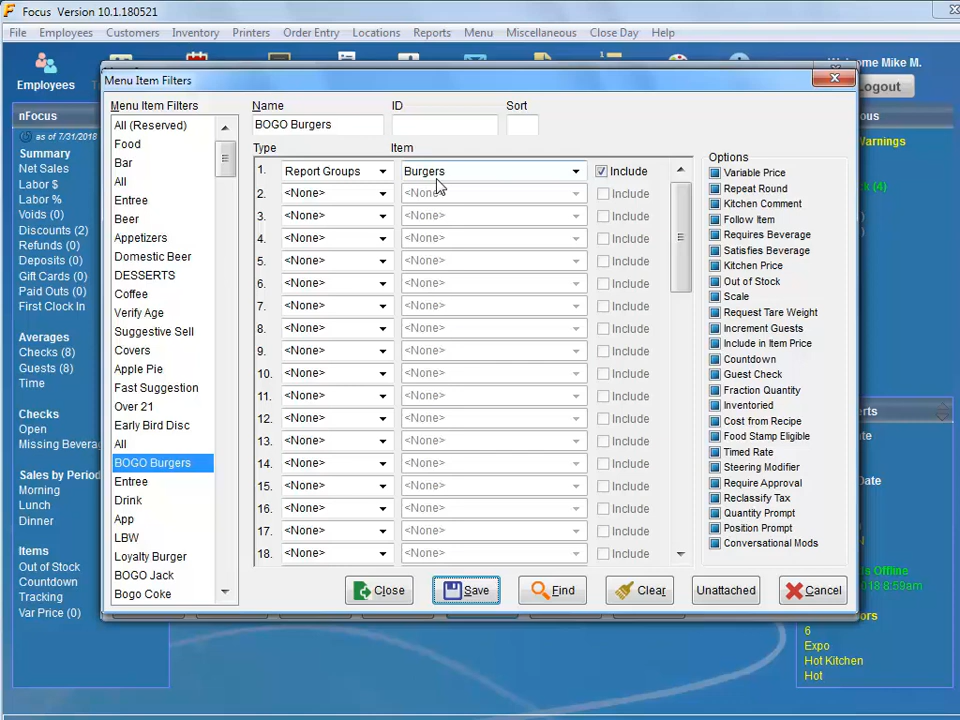 Focus Version 10.1.180521
File Employees Customers Inventory Printers Order Entry Locations Reports Menu Miscellaneous Close Day Help
Employees
Mike M.
Logout
Menu Item Filters
Menu Item Filters
Name ID Sort
BOGO Burgers
Type Item
nFocus
as of 7/31/2018
Summary
Net Sales
Labor $
Labor %
Voids (0)
Discounts (2)
Refunds (0)
Deposits (0)
Gift Cards (0)
Paid Outs (0)
First Clock In
Averages
Checks (8)
Guests (8)
Time
Checks
Open
Missing Bevera
Sales by Period
Morning
Lunch
Dinner
Items
Out of Stock
Countdown
Tracking
Var Price (0)
All (Reserved)
Food
Bar
All
Entree
Beer
Appetizers
Domestic Beer
DESSERTS
Coffee
Verify Age
Suggestive Sell
Covers
Apple Pie
Fast Suggestion
Over 21
Early Bird Disc
All
BOGO Burgers
Entree
Drink
App
LBW
Loyalty Burger
BOGO Jack
Bogo Coke
1. Report Groups Burgers Include
2. <None> <None> Include
3. <None> <None> Include
4. <None> <None> Include
5. <None> <None> Include
6. <None> <None> Include
7. <None> <None> Include
8. <None> <None> Include
9. <None> <None> Include
10. <None> <None> Include
11. <None> <None> Include
12. <None> <None> Include
13. <None> <None> Include
14. <None> <None> Include
15. <None> <None> Include
16. <None> <None> Include
17. <None> <None> Include
18. <None> <None> Include
Options
Variable Price
Repeat Round
Kitchen Comment
Follow Item
Requires Beverage
Satisfies Beverage
Kitchen Price
Out of Stock
Scale
Request Tare Weight
Increment Guests
Include in Item Price
Countdown
Guest Check
Fraction Quantity
Inventoried
Cost from Recipe
Food Stamp Eligible
Timed Rate
Steering Modifier
Require Approval
Reclassify Tax
Quantity Prompt
Position Prompt
Conversational Mods
Close Save Find Clear Unattached Cancel
Warnings
(4)
erts
ate
Date
s Offline
018 8:59am
ors
6
Expo
Hot Kitchen
Hot